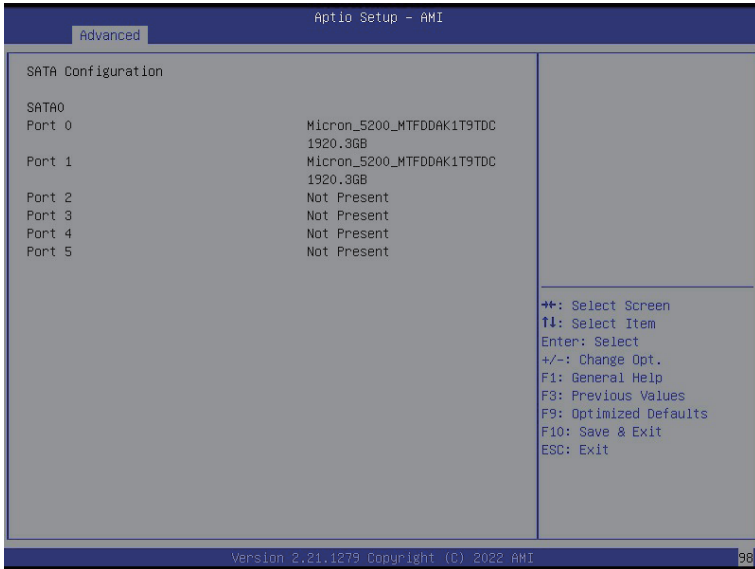 Aptio Setup - AMI
Advanced
SATA Configuration
SATA0
Port 0 Micron_5200_MTFDDAK1T9TDC
1920.3GB
Port 1 Micron_5200_MTFDDAK1T9TDC
1920.3GB
Port 2 Not Present
Port 3 Not Present
Port 4 Not Present
Port 5 Not Present
→←: Select Screen
↑↓: Select Item
Enter: Select
+/-: Change Opt.
F1: General Help
F3: Previous Values
F9: Optimized Defaults
F10: Save & Exit
ESC: Exit
Version 2.21.1279 Copyright (C) 2022 AMI
98